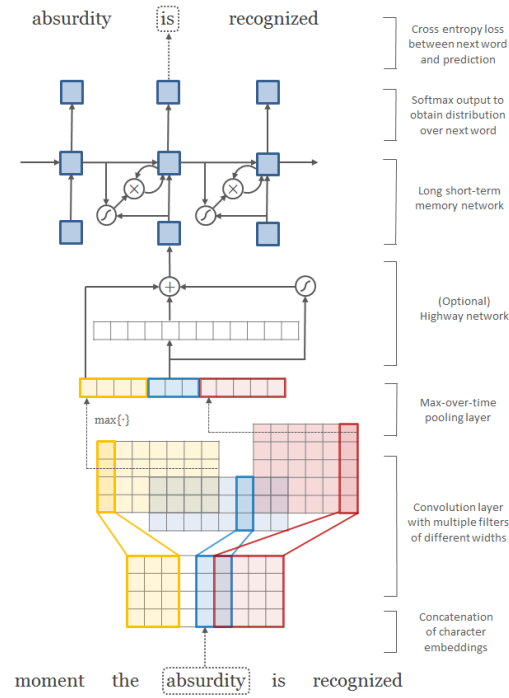 absurdity is recognized
Cross entropy loss
between next word
and prediction
Softmax output to
obtain distribution
over next word
Long short-term
memory network
(Optional)
Highway network
Max-over-time
pooling layer
max{·}
Convolution layer
with multiple filters
of different widths
Concatenation
of character
embeddings
moment the absurdity is recognized